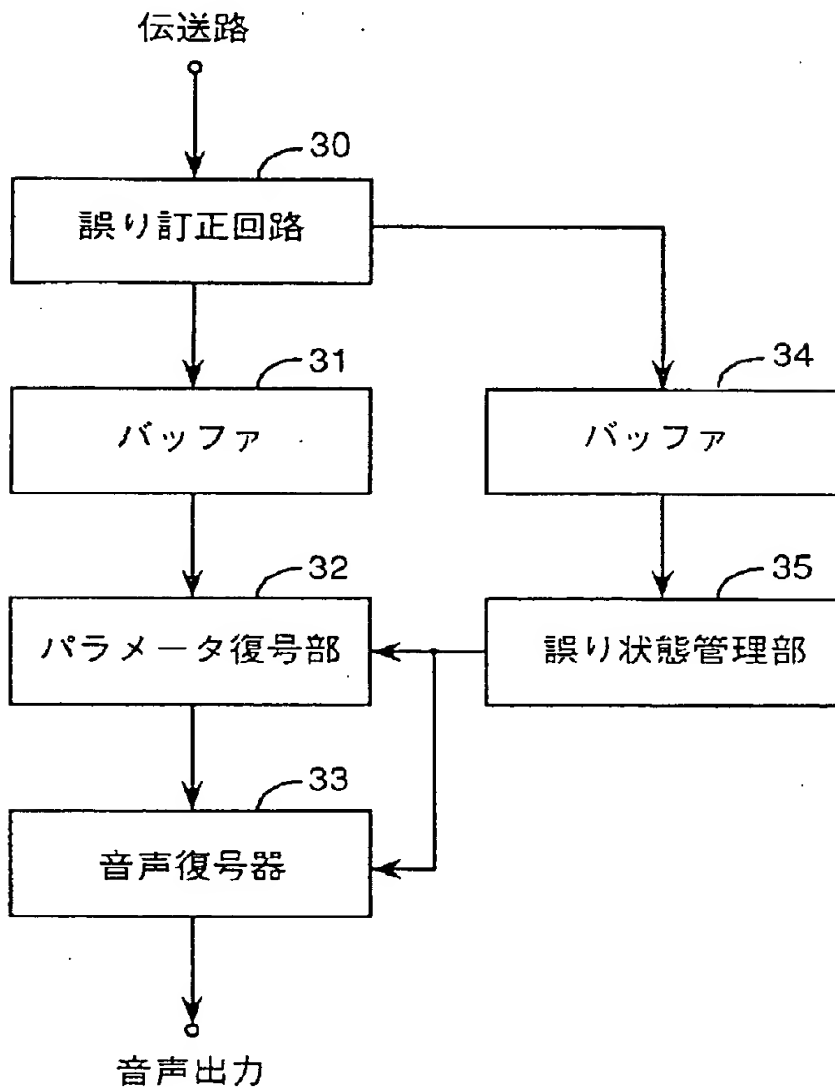 伝送路
30
誤り訂正回路
31
バッファ
34
バッファ
32
パラメータ復号部
35
誤り状態管理部
33
音声復号器
音声出力